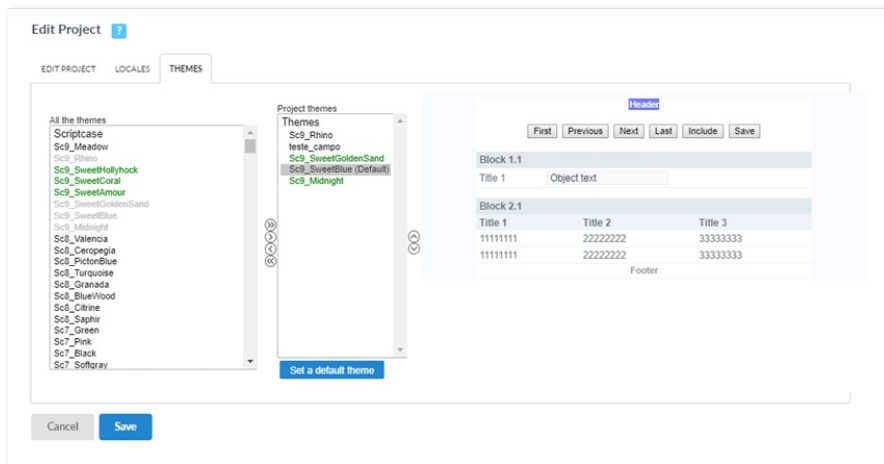 Edit Project ?
EDIT PROJECT LOCALES THEMES
All the themes
Scriptcase
Sc9_Meadow
Sc9_Rhino
Sc9_SweetHollyhock
Sc9_SweetCoral
Sc9_SweetAmour
Sc9_SweetGoldenSand
Sc9_SweetBlue
Sc9_Midnight
Sc8_Valencia
Sc8_Ceropegia
Sc8_PictonBlue
Sc8_Turquoise
Sc8_Granada
Sc8_BlueWood
Sc8_Citrine
Sc8_Saphir
Sc7_Green
Sc7_Pink
Sc7_Black
Sc7_Softgray
Project themes
Themes
Sc9_Rhino
teste_campo
Sc9_SweetGoldenSand
Sc9_SweetBlue (Default)
Sc9_Midnight
Set a default theme
Header
First Previous Next Last Include Save
Block 1.1
Title 1 Object text
Block 2.1
Title 1 Title 2 Title 3
11111111 22222222 33333333
11111111 22222222 33333333
Footer
Cancel Save